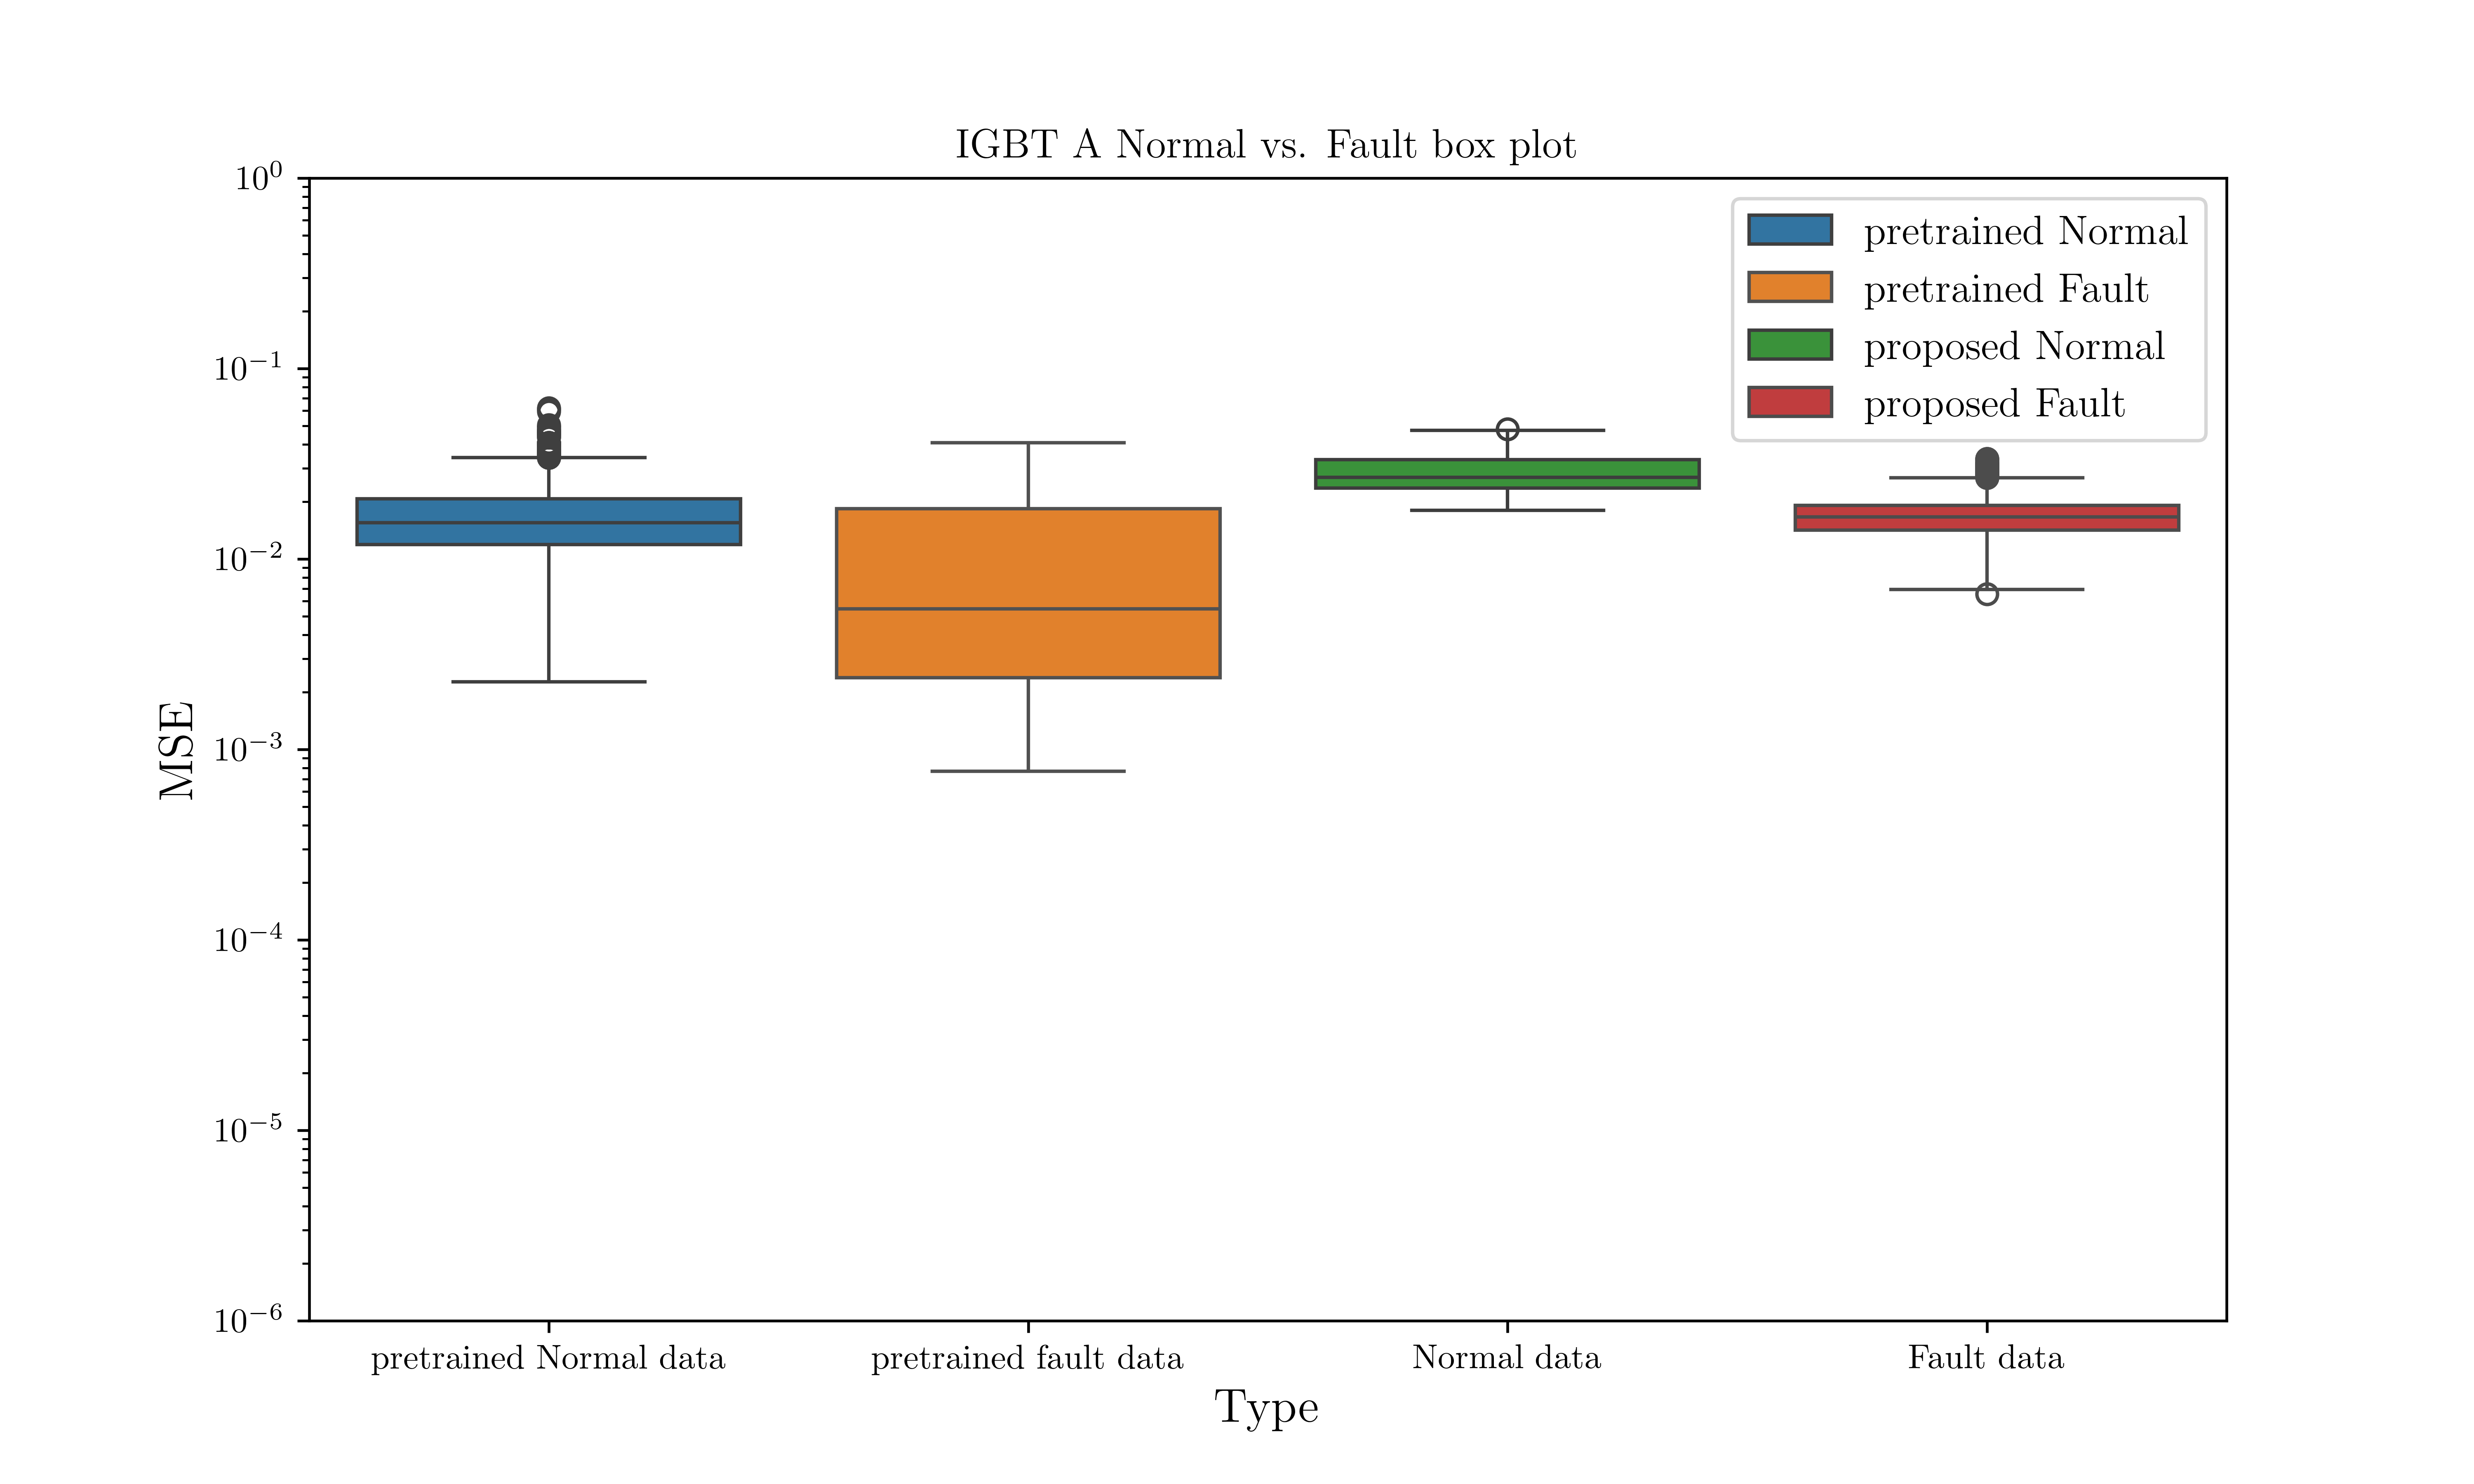 IGBT A Normal vs. Fault box plot
10⁰
10⁻¹
10⁻²
10⁻³
10⁻⁴
10⁻⁵
10⁻⁶
MSE
pretrained Normal
pretrained Fault
proposed Normal
proposed Fault
pretrained Normal data
pretrained fault data
Normal data
Fault data
Type